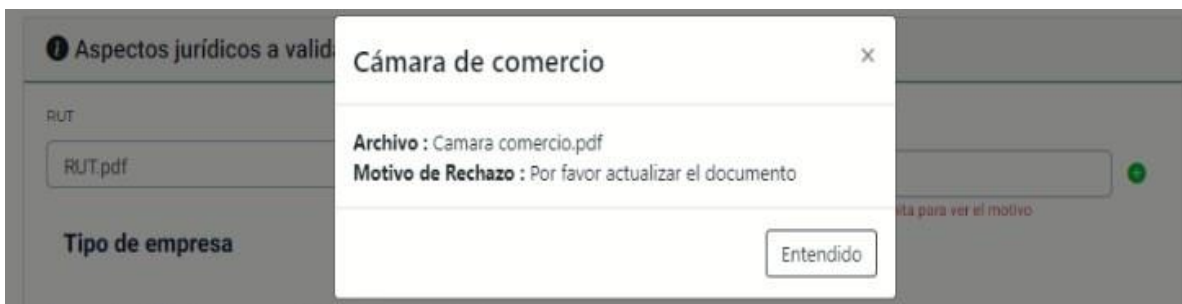 Aspectos jurídicos a valid
Cámara de comercio
×
RUT
RUT.pdf
Archivo : Camara comercio.pdf
Motivo de Rechazo : Por favor actualizar el documento
para ver el motivo
Tipo de empresa
Entendido